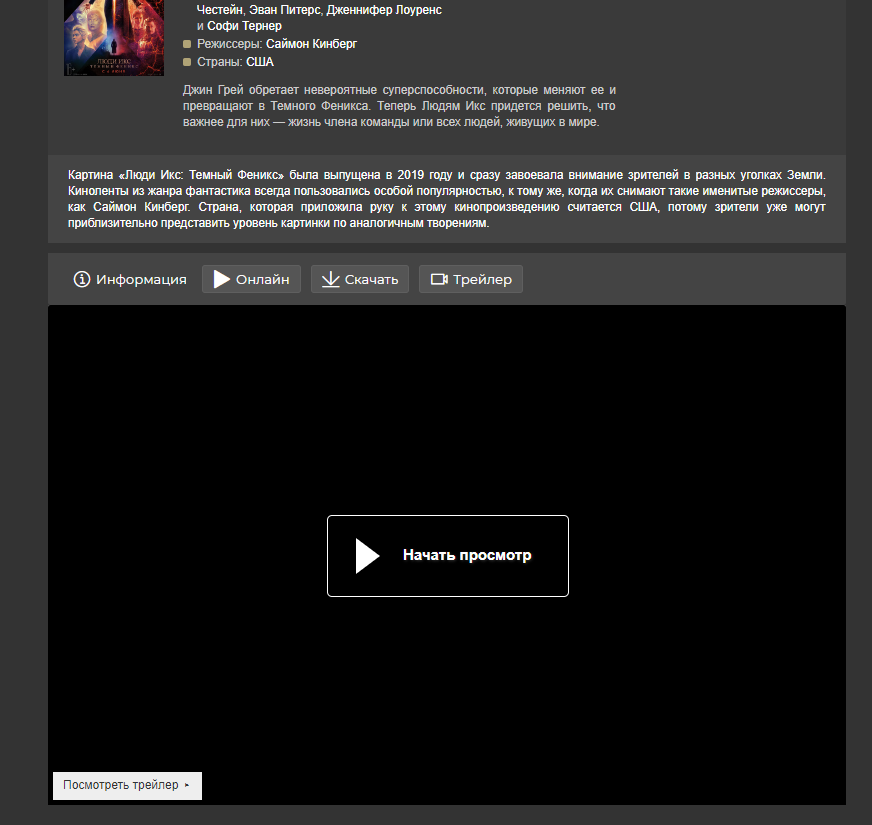 Честейн, Эван Питерс, Дженнифер Лоуренс
и Софи Тернер
Режиссеры: Саймон Кинберг
Страны: США
ЛЮДИ ИКС
Джин Грей обретает невероятные суперспособности, которые меняют ее и
превращают в Темного Феникса. Теперь Людям Икс придется решить, что
важнее для них — жизнь члена команды или всех людей, живущих в мире.
Картина «Люди Икс: Темный Феникс» была выпущена в 2019 году и сразу завоевала внимание зрителей в разных уголках Земли.
Киноленты из жанра фантастика всегда пользовались особой популярностью, к тому же, когда их снимают такие именитые режиссеры,
как Саймон Кинберг. Страна, которая приложила руку к этому кинопроизведению считается США, потому зрители уже могут
приблизительно представить уровень картинки по аналогичным творениям.
Информация Онлайн Скачать Трейлер
Начать просмотр
Посмотреть трейлер